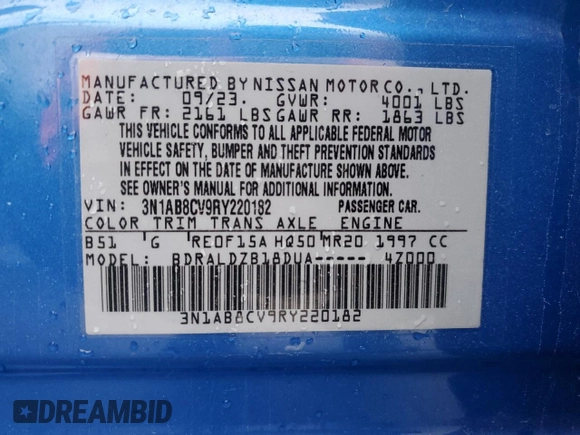 MANUFACTURED BY NISSAN MOTOR CO., LTD.
DATE: 09/23. GVWR: 4001 LBS
GAWR FR: 2161 LBS GAWR RR: 1863 LBS
THIS VEHICLE CONFORMS TO ALL APPLICABLE FEDERAL MOTOR
VEHICLE SAFETY, BUMPER AND THEFT PREVENTION STANDARDS
IN EFFECT ON THE DATE OF MANUFACTURE SHOWN ABOVE.
SEE OWNER'S MANUAL FOR ADDITIONAL INFORMATION.
VIN: 3N1AB8CV9RY220182 PASSENGER CAR.
COLOR TRIM TRANS AXLE ENGINE
B51 G RE0F15A HQ50 MR20 1997 CC
MODEL: BDRALDZB18DUA----- 4Z000
3N1AB8CV9RY220182
DREAMBID